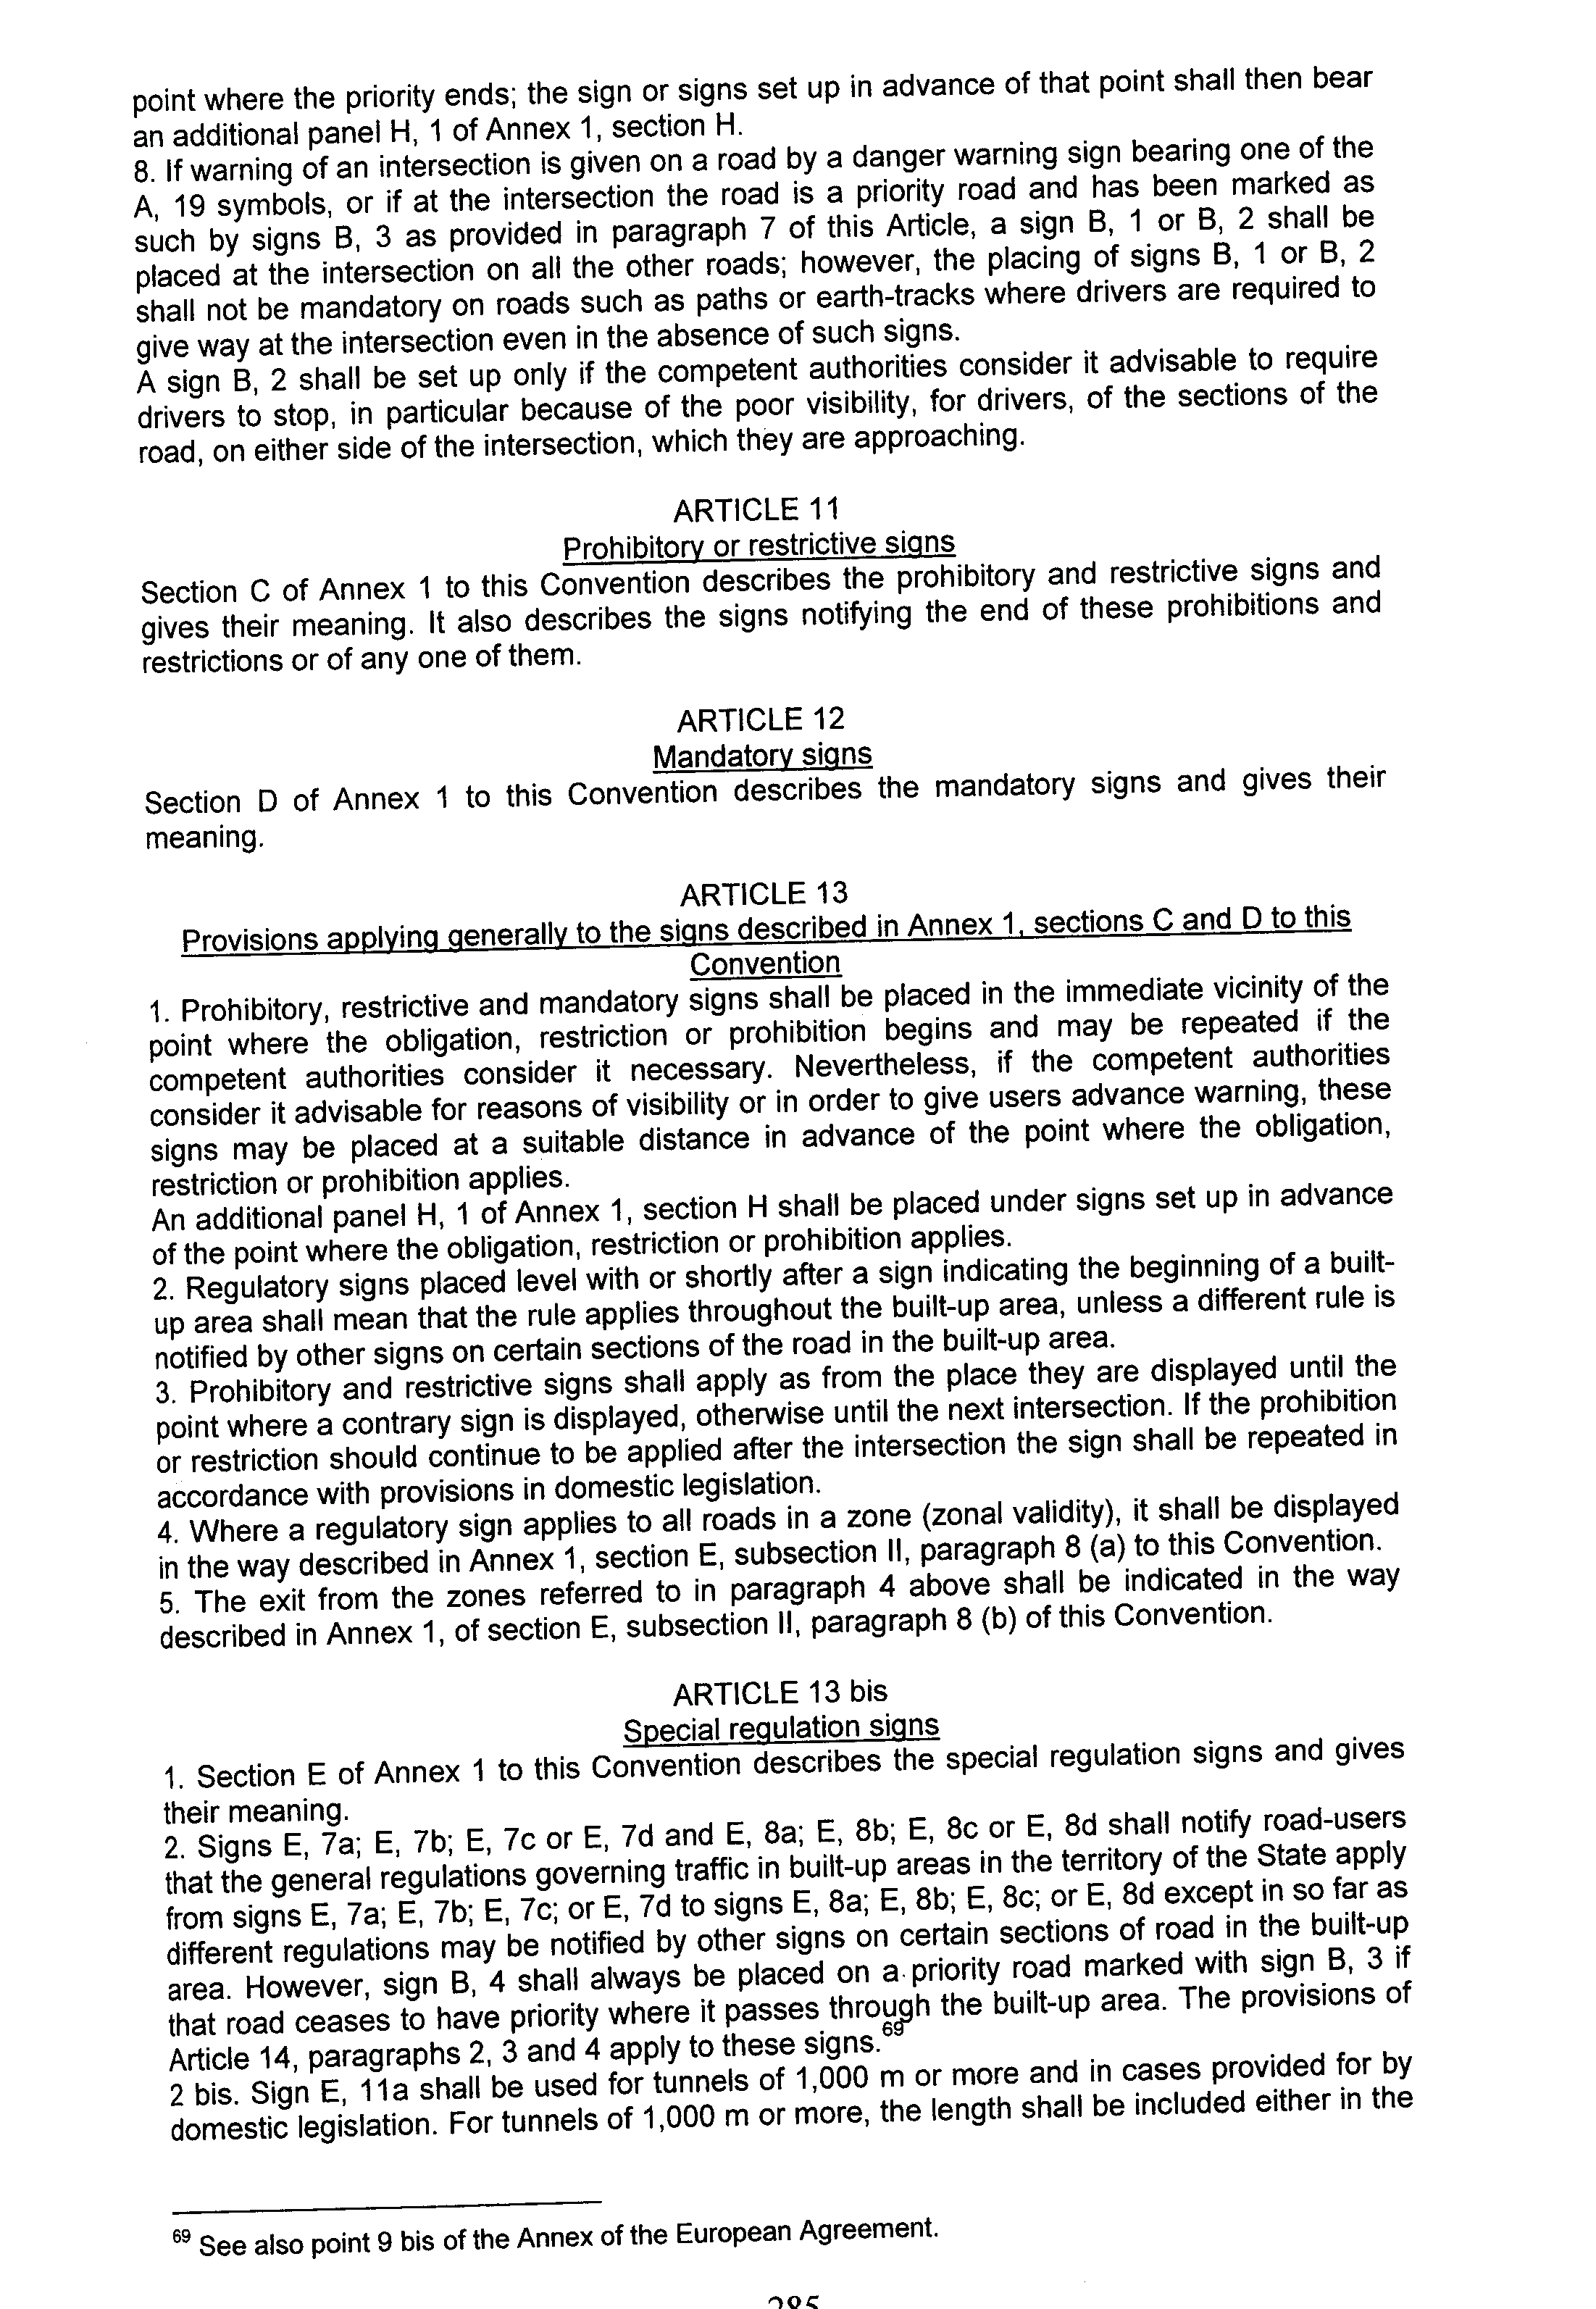 point where the priority ends; the sign or signs set up in advance of that point shall then bear
an additional panel H, 1 of Annex 1, section H.
8. If warning of an intersection is given on a road by a danger warning sign bearing one of the
A, 19 symbols, or if at the intersection the road is a priority road and has been marked as
such by signs B, 3 as provided in paragraph 7 of this Article, a sign B, 1 or B, 2 shall be
placed at the intersection on all the other roads; however, the placing of signs B, 1 or B, 2
shall not be mandatory on roads such as paths or earth-tracks where drivers are required to
give way at the intersection even in the absence of such signs.
A sign B, 2 shall be set up only if the competent authorities consider it advisable to require
drivers to stop, in particular because of the poor visibility, for drivers, of the sections of the
road, on either side of the intersection, which they are approaching.
ARTICLE 11
Prohibitory or restrictive signs
Section C of Annex 1 to this Convention describes the prohibitory and restrictive signs and
gives their meaning. It also describes the signs notifying the end of these prohibitions and
restrictions or of any one of them.
ARTICLE 12
Mandatory signs
Section D of Annex 1 to this Convention describes the mandatory signs and gives their
meaning.
ARTICLE 13
Provisions applying generally to the signs described in Annex 1, sections C and D to this
Convention
1. Prohibitory, restrictive and mandatory signs shall be placed in the immediate vicinity of the
point where the obligation, restriction or prohibition begins and may be repeated if the
competent authorities consider it necessary. Nevertheless, if the competent authorities
consider it advisable for reasons of visibility or in order to give users advance warning, these
signs may be placed at a suitable distance in advance of the point where the obligation,
restriction or prohibition applies.
An additional panel H, 1 of Annex 1, section H shall be placed under signs set up in advance
of the point where the obligation, restriction or prohibition applies.
2. Regulatory signs placed level with or shortly after a sign indicating the beginning of a built-
up area shall mean that the rule applies throughout the built-up area, unless a different rule is
notified by other signs on certain sections of the road in the built-up area.
3. Prohibitory and restrictive signs shall apply as from the place they are displayed until the
point where a contrary sign is displayed, otherwise until the next intersection. If the prohibition
or restriction should continue to be applied after the intersection the sign shall be repeated in
accordance with provisions in domestic legislation.
4. Where a regulatory sign applies to all roads in a zone (zonal validity), it shall be displayed
in the way described in Annex 1, section E, subsection II, paragraph 8 (a) to this Convention.
5. The exit from the zones referred to in paragraph 4 above shall be indicated in the way
described in Annex 1, of section E, subsection II, paragraph 8 (b) of this Convention.
ARTICLE 13 bis
Special regulation signs
1. Section E of Annex 1 to this Convention describes the special regulation signs and gives
their meaning.
2. Signs E, 7a; E, 7b; E, 7c or E, 7d and E, 8a; E, 8b; E, 8c or E, 8d shall notify road-users
that the general regulations governing traffic in built-up areas in the territory of the State apply
from signs E, 7a; E, 7b; E, 7c; or E, 7d to signs E, 8a; E, 8b; E, 8c; or E, 8d except in so far as
different regulations may be notified by other signs on certain sections of road in the built-up
area. However, sign B, 4 shall always be placed on a priority road marked with sign B, 3 if
that road ceases to have priority where it passes through the built-up area. The provisions of
Article 14, paragraphs 2, 3 and 4 apply to these signs.69
2 bis. Sign E, 11a shall be used for tunnels of 1,000 m or more and in cases provided for by
domestic legislation. For tunnels of 1,000 m or more, the length shall be included either in the
69 See also point 9 bis of the Annex of the European Agreement.
285